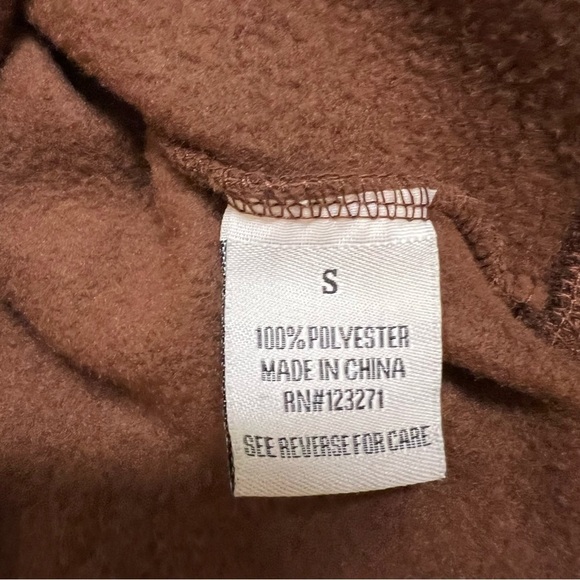 S
100% POLYESTER
MADE IN CHINA
RN#123271
SEE REVERSE FOR CARE